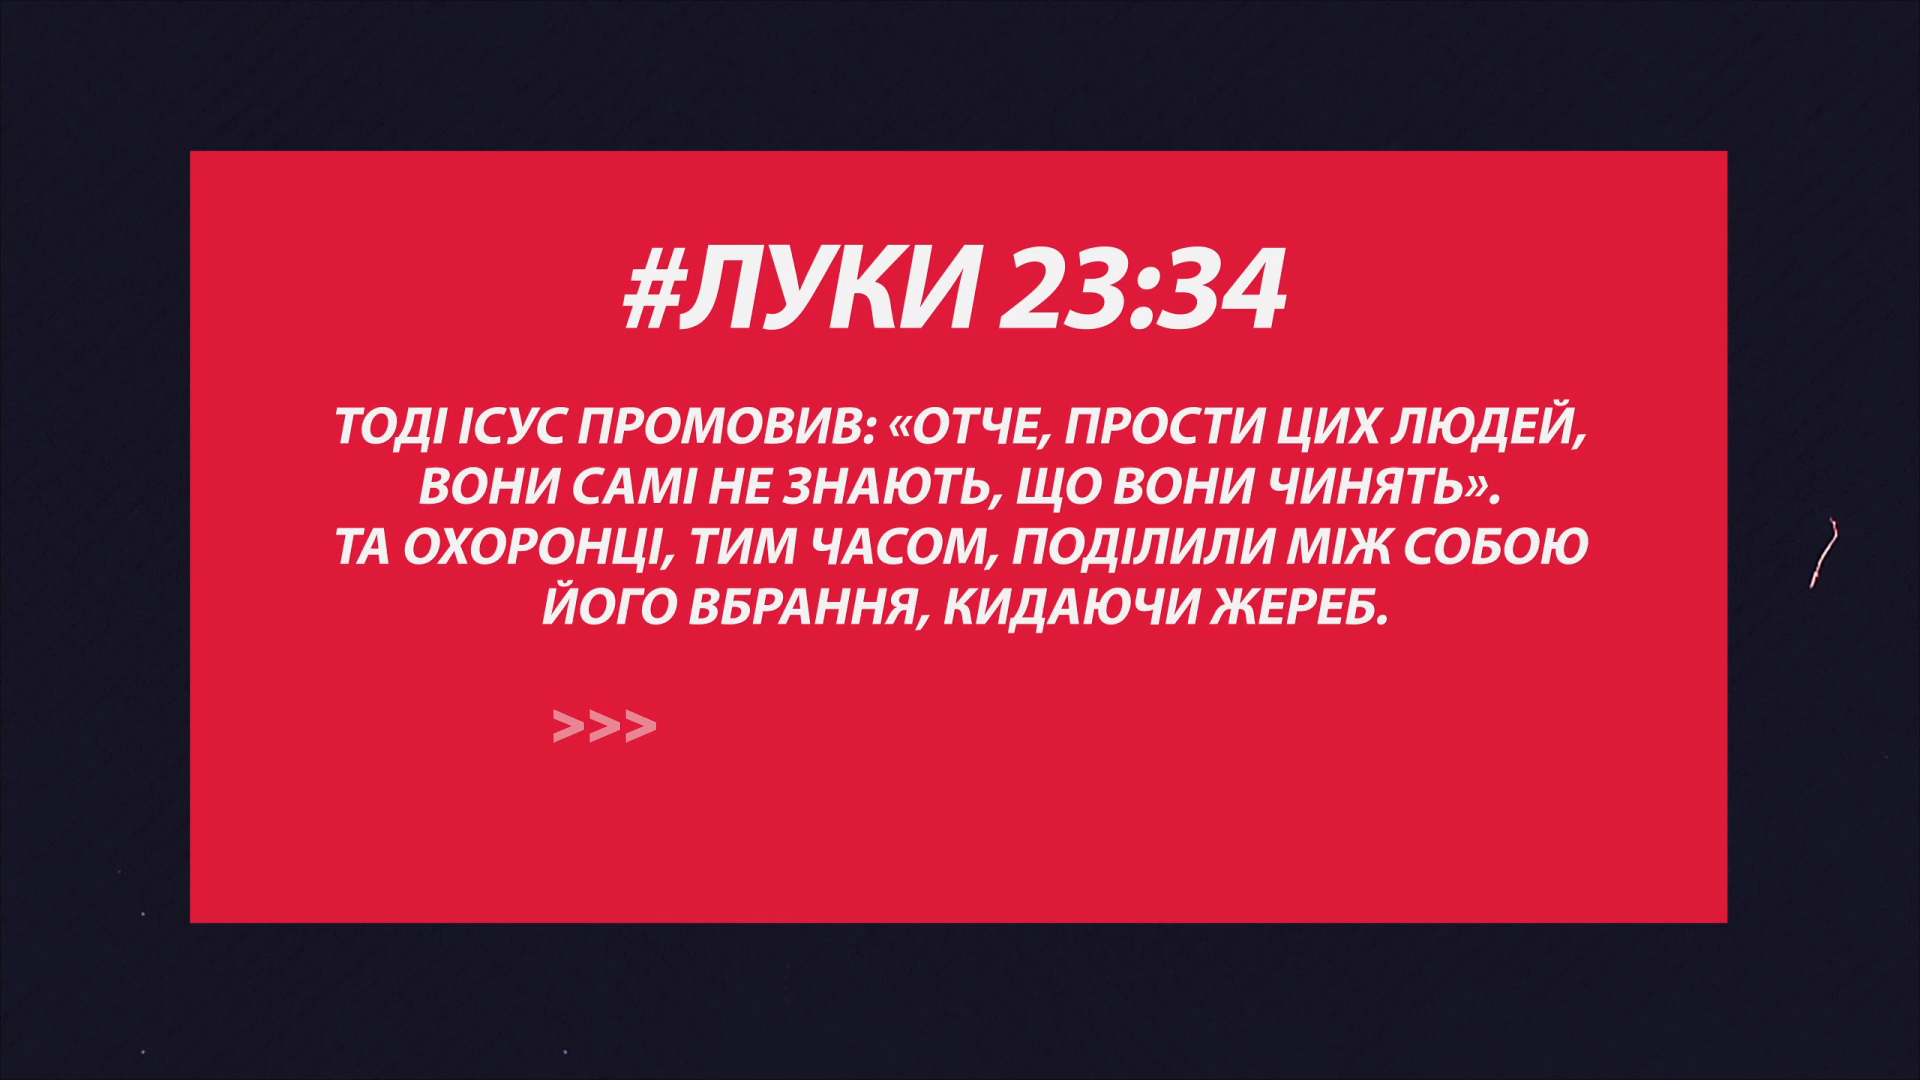 #ЛУКИ 23:34
ТОДІ ІСУС ПРОМОВИВ: «ОТЧЕ, ПРОСТИ ЦИХ ЛЮДЕЙ,
ВОНИ САМІ НЕ ЗНАЮТЬ, ЩО ВОНИ ЧИНЯТЬ».
ТА ОХОРОНЦІ, ТИМ ЧАСОМ, ПОДІЛИЛИ МІЖ СОБОЮ
ЙОГО ВБРАННЯ, КИДАЮЧИ ЖЕРЕБ.
>>>